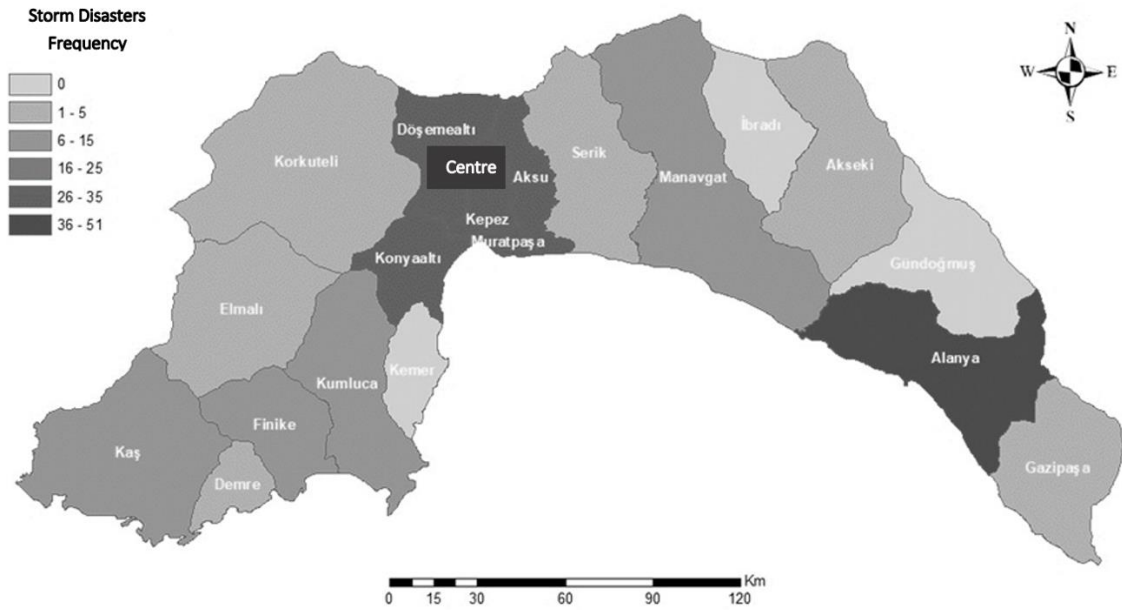 Storm Disasters
Frequency
0
1 - 5
6 - 15
16 - 25
26 - 35
36 - 51
N
W E
S
Döşemealtı
Korkuteli
Centre
Aksu
Serik
Manavgat
İbradı
Akseki
Kepez
Muratpaşa
Konyaaltı
Gündoğmuş
Elmalı
Alanya
Kemer
Kumluca
Finike
Kaş
Demre
Gazipaşa
Km
0 15 30 60 90 120